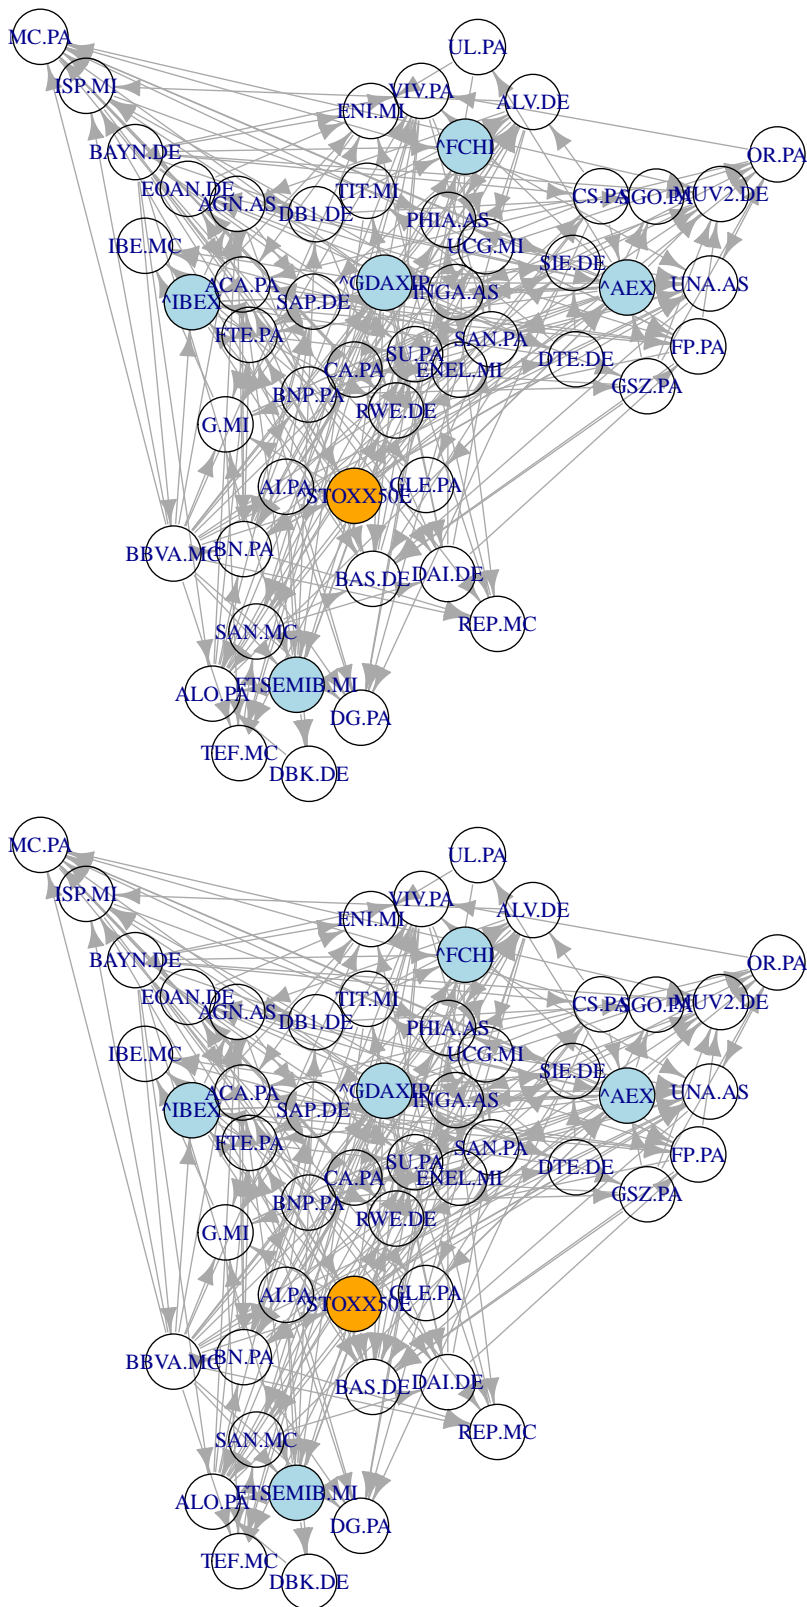 MC.PA
UL.PA
ISP.MI
VIV.PA
ENI.MI
ALV.DE
^FCHI
BAYN.DE
OR.PA
EOAN.DE
AGN.AS
TIT.MI
DB1.DE
PHIA.AS
CS.PA
SGO.PA
MUV2.DE
IBE.MC
UCG.MI
SIE.DE
ACA.PA
^IBEX
SAP.DE
^GDAXIP
INGA.AS
^AEX
UNA.AS
FTE.PA
SU.PA
SAN.PA
FP.PA
CA.PA
ENEL.MI
DTE.DE
BNP.PA
RWE.DE
GSZ.PA
G.MI
AI.PA
^STOXX50E
GLE.PA
BBVA.MC
BN.PA
BAS.DE
DAI.DE
SAN.MC
REP.MC
ALO.PA
FTSEMIB.MI
DG.PA
TEF.MC
DBK.DE
MC.PA
UL.PA
ISP.MI
VIV.PA
ENI.MI
ALV.DE
^FCHI
BAYN.DE
OR.PA
EOAN.DE
AGN.AS
TIT.MI
DB1.DE
PHIA.AS
CS.PA
SGO.PA
MUV2.DE
IBE.MC
UCG.MI
SIE.DE
ACA.PA
^IBEX
SAP.DE
^GDAXIP
INGA.AS
^AEX
UNA.AS
FTE.PA
SU.PA
SAN.PA
FP.PA
CA.PA
ENEL.MI
DTE.DE
BNP.PA
RWE.DE
GSZ.PA
G.MI
AI.PA
^STOXX50E
GLE.PA
BBVA.MC
BN.PA
BAS.DE
DAI.DE
SAN.MC
REP.MC
ALO.PA
FTSEMIB.MI
DG.PA
TEF.MC
DBK.DE